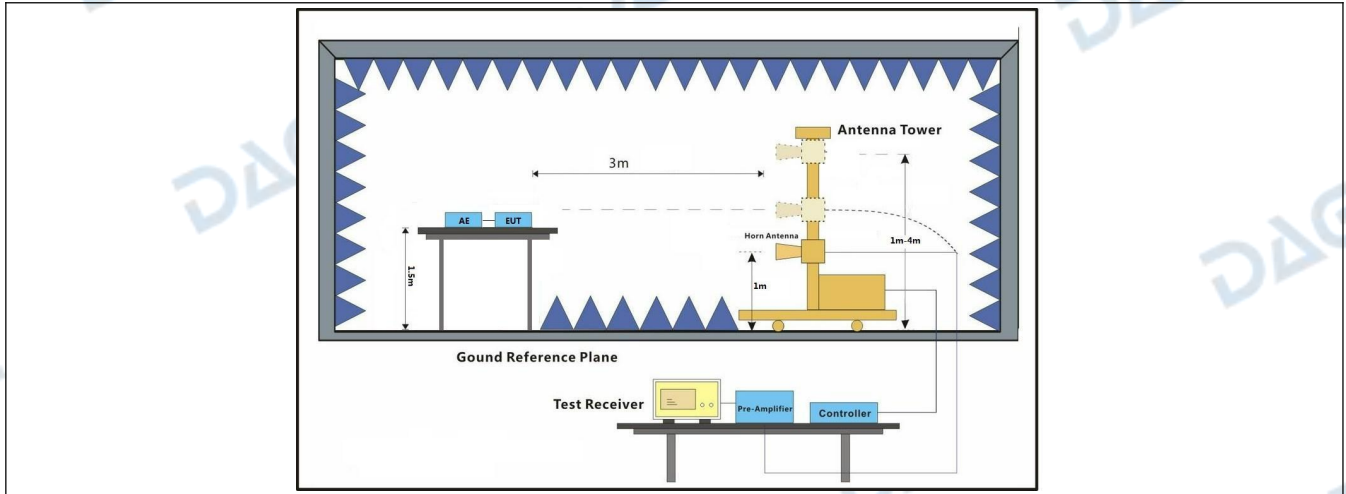 Antenna Tower
3m
AE
EUT
Horn Antenna
1m-4m
1.5m
1m
Gound Reference Plane
Test Receiver
Pre-Amplifier
Controller